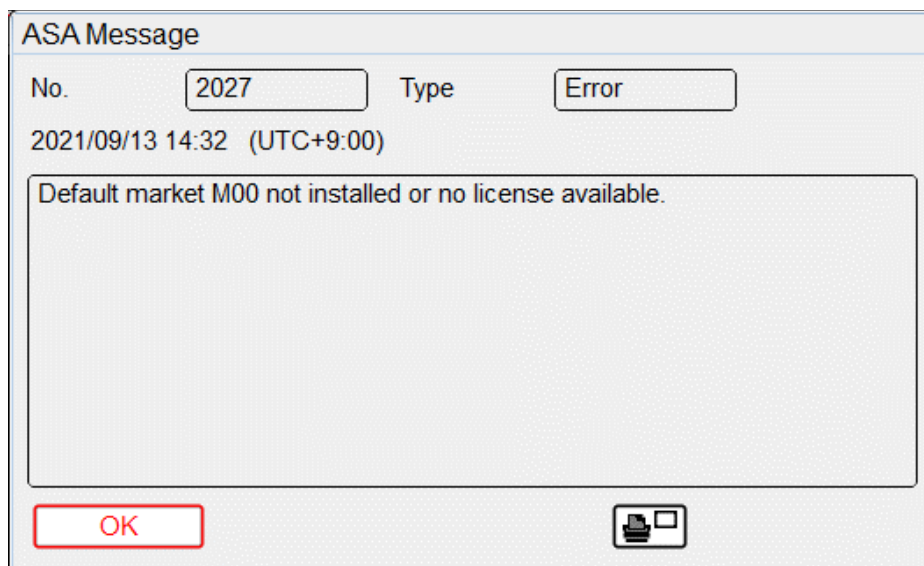 ASA Message
No. 2027 Type Error
2021/09/13 14:32 (UTC+9:00)
Default market M00 not installed or no license available.
OK